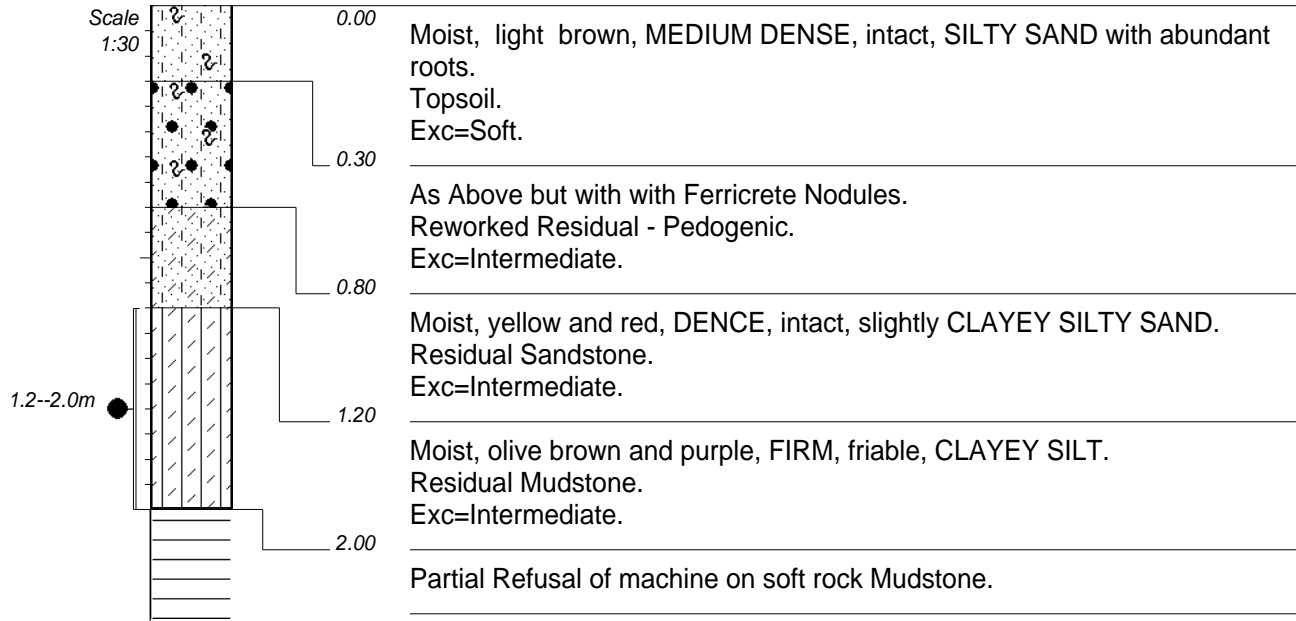 Scale
1:30
0.00
Moist, light brown, MEDIUM DENSE, intact, SILTY SAND with abundant
roots.
Topsoil.
Exc=Soft.
0.30
As Above but with with Ferricrete Nodules.
Reworked Residual - Pedogenic.
Exc=Intermediate.
0.80
Moist, yellow and red, DENCE, intact, slightly CLAYEY SILTY SAND.
Residual Sandstone.
Exc=Intermediate.
1.2--2.0m
1.20
Moist, olive brown and purple, FIRM, friable, CLAYEY SILT.
Residual Mudstone.
Exc=Intermediate.
2.00
Partial Refusal of machine on soft rock Mudstone.